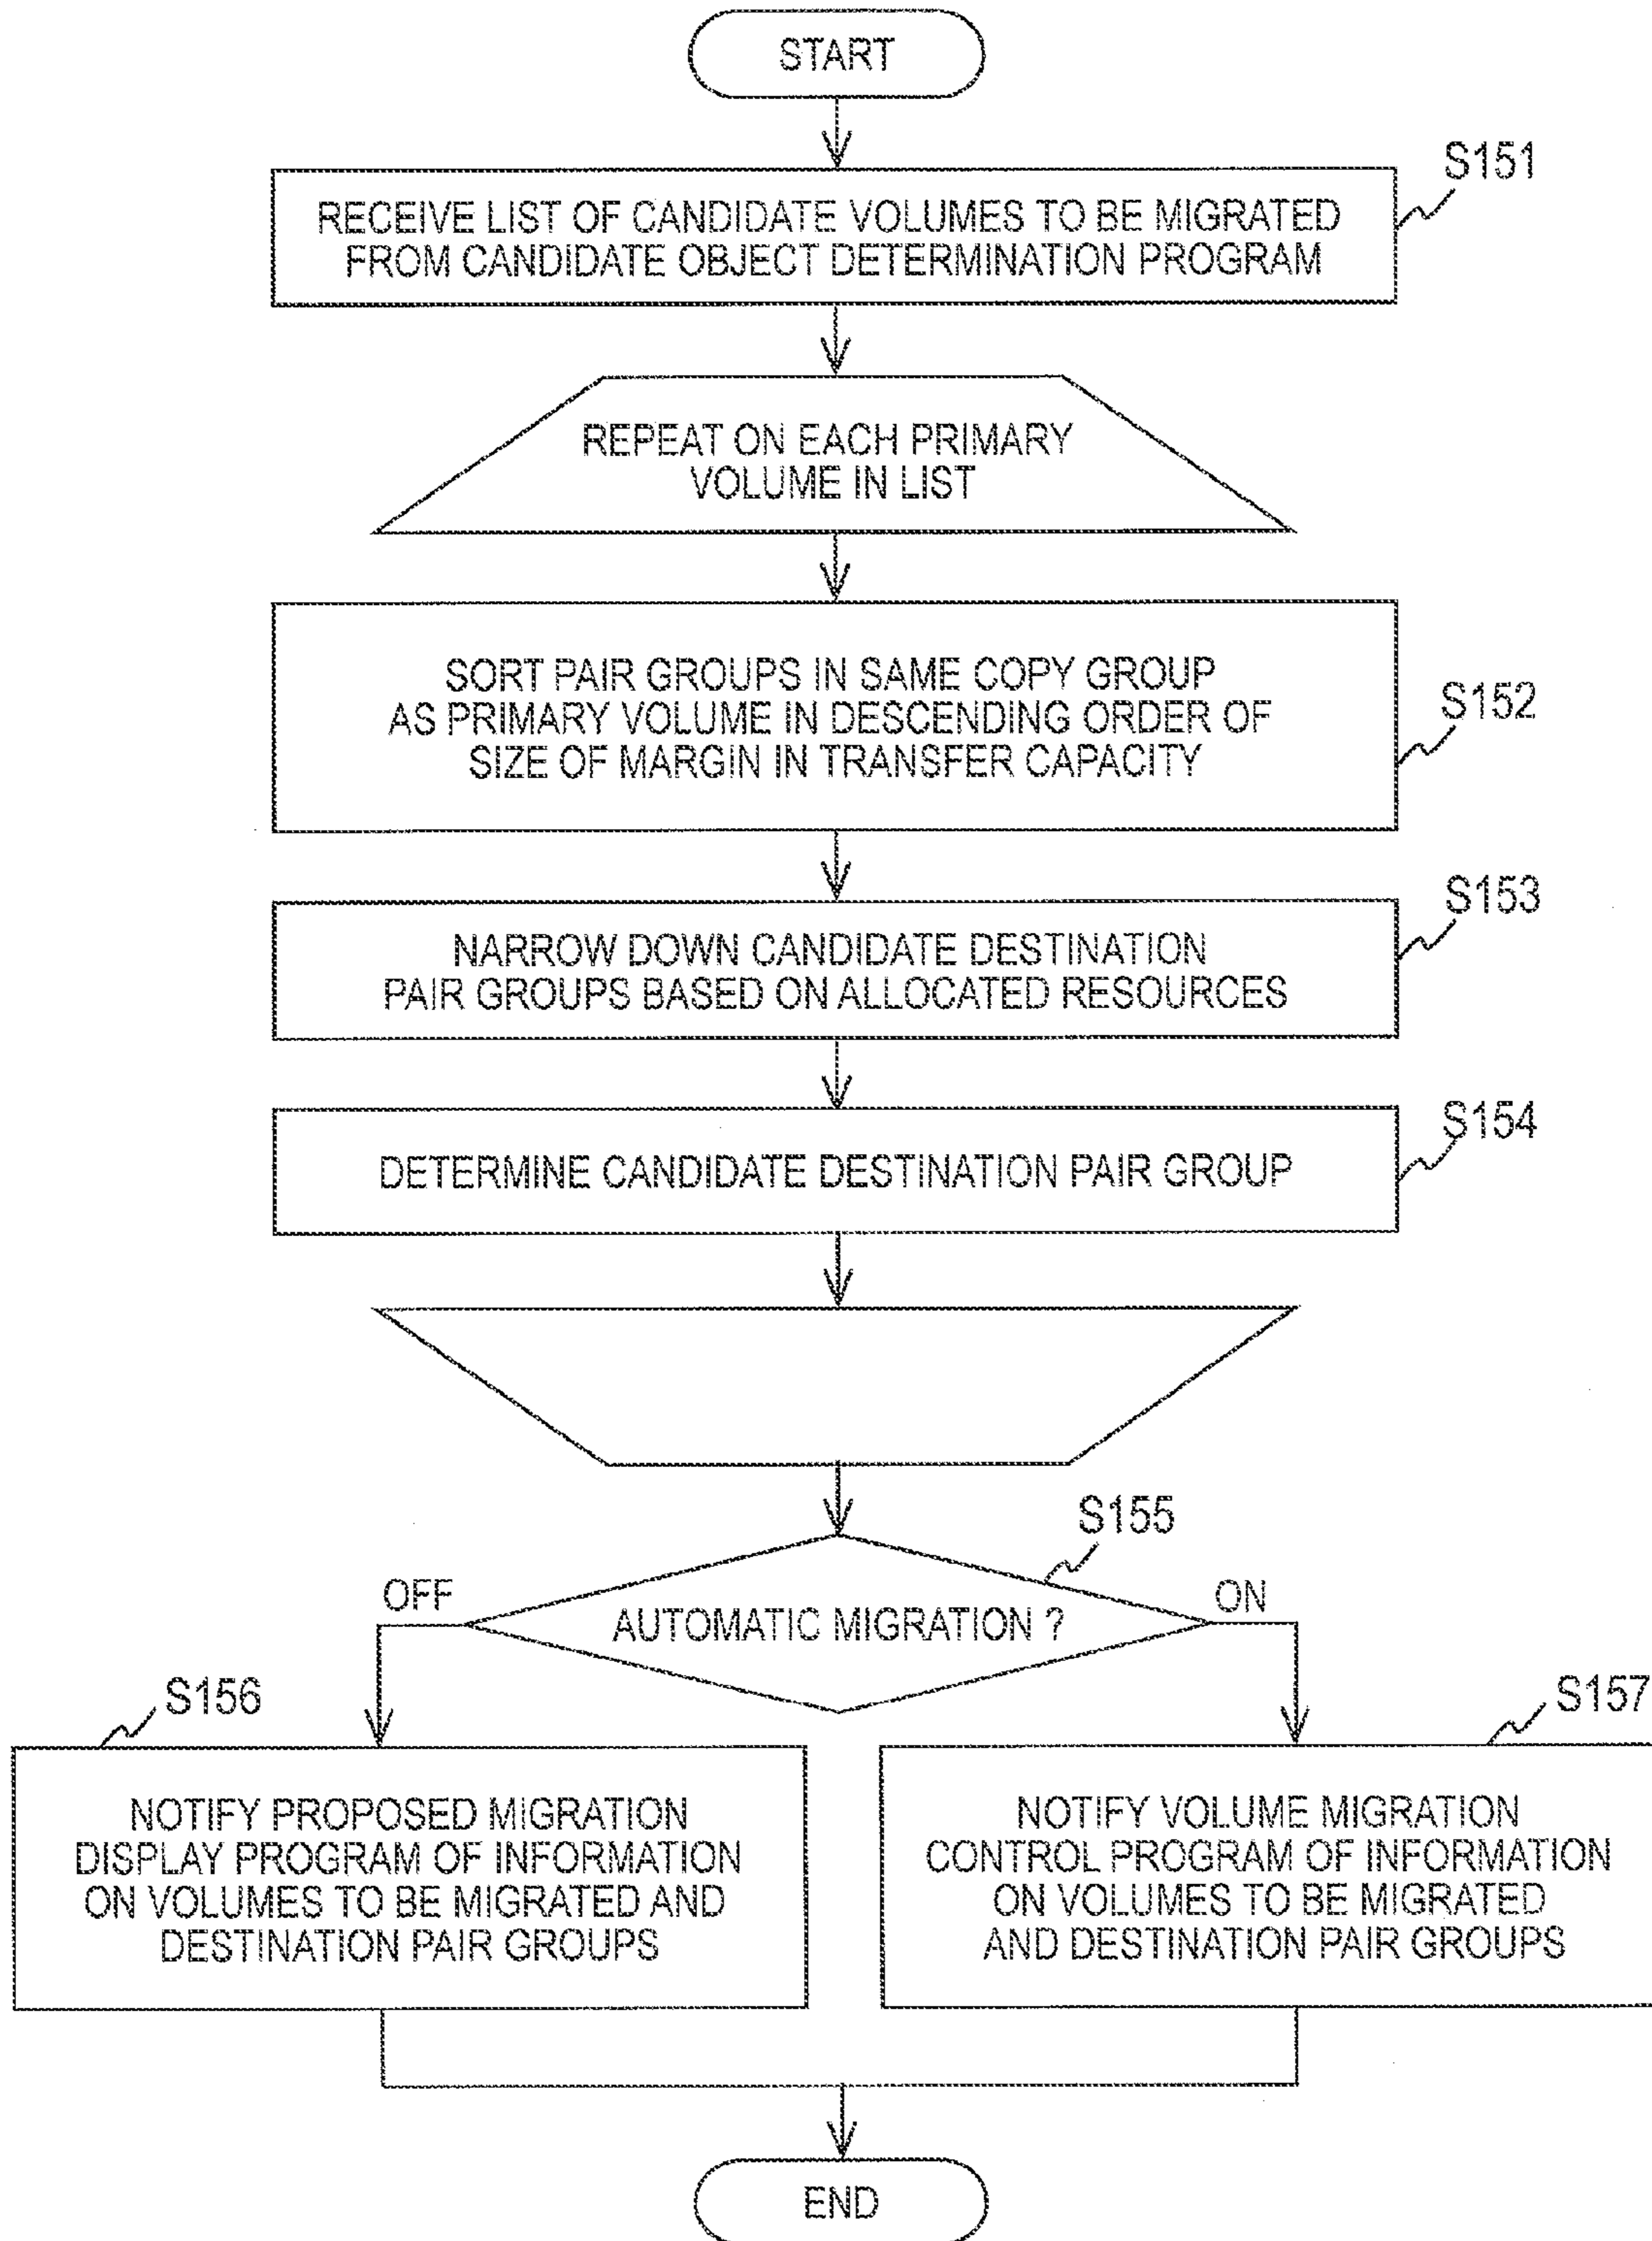 START
S151
RECEIVE LIST OF CANDIDATE VOLUMES TO BE MIGRATED
FROM CANDIDATE OBJECT DETERMINATION PROGRAM
REPEAT ON EACH PRIMARY
VOLUME IN LIST
S152
SORT PAIR GROUPS IN SAME COPY GROUP
AS PRIMARY VOLUME IN DESCENDING ORDER OF
SIZE OF MARGIN IN TRANSFER CAPACITY
S153
NARROW DOWN CANDIDATE DESTINATION
PAIR GROUPS BASED ON ALLOCATED RESOURCES
S154
DETERMINE CANDIDATE DESTINATION PAIR GROUP
S155
OFF
AUTOMATIC MIGRATION ?
ON
S156
NOTIFY PROPOSED MIGRATION
DISPLAY PROGRAM OF INFORMATION
ON VOLUMES TO BE MIGRATED AND
DESTINATION PAIR GROUPS
S157
NOTIFY VOLUME MIGRATION
CONTROL PROGRAM OF INFORMATION
ON VOLUMES TO BE MIGRATED
AND DESTINATION PAIR GROUPS
END